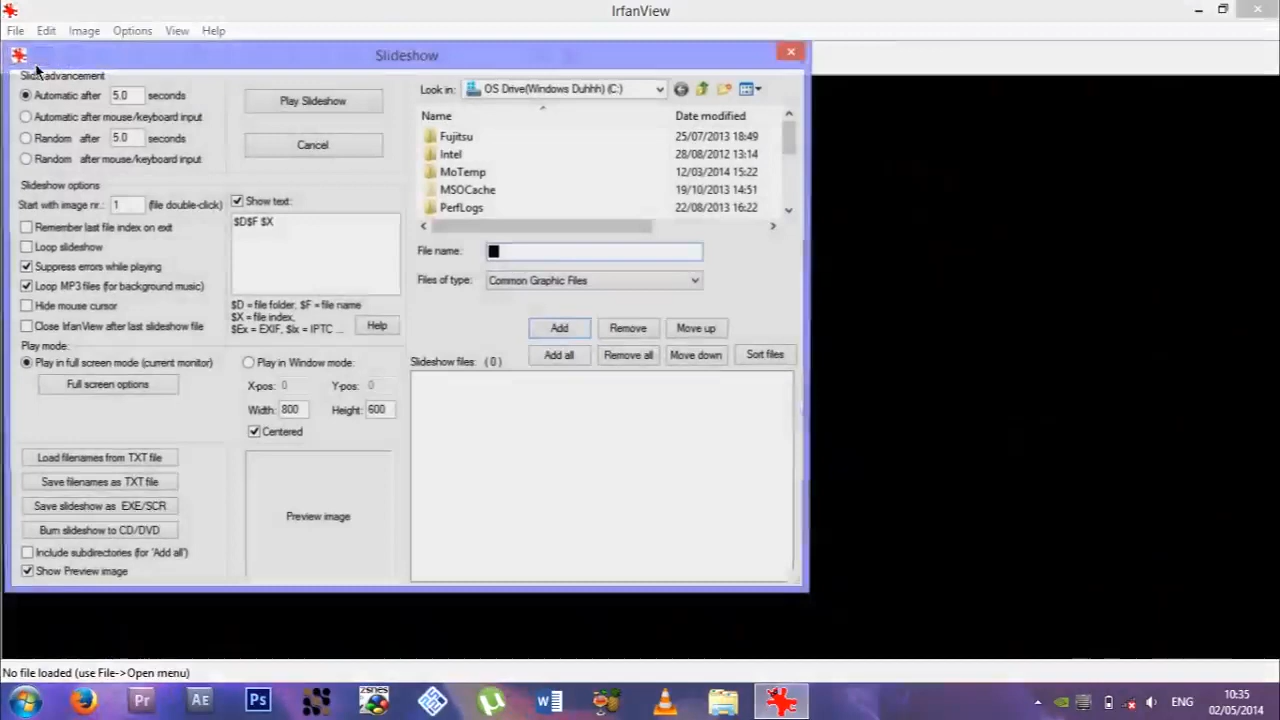 IrfanView
File Edit Image Options View Help
Slideshow
Slide advancement
Automatic after 5.0 seconds
Automatic after mouse/keyboard input
Random after 5.0 seconds
Random after mouse/keyboard input
Play Slideshow
Cancel
Slideshow options
Start with image nr.: 1 (file double-click)
Remember last file index on exit
Loop slideshow
Suppress errors while playing
Loop MP3 files (for background music)
Hide mouse cursor
Close IrfanView after last slideshow file
Show text:
$D$F $X
$D = file folder, $F = file name
$X = file index,
$Ex = EXIF, $Ix = IPTC ...
Help
Play mode:
Play in full screen mode (current monitor)
Full screen options
Play in Window mode:
X-pos: 0 Y-pos: 0
Width: 800 Height: 600
Centered
Load filenames from TXT file
Save filenames as TXT file
Save slideshow as EXE/SCR
Burn slideshow to CD/DVD
Include subdirectories (for 'Add all')
Show Preview image
Preview image
Look in: OS Drive(Windows Duhhh) (C:)
Name Date modified
Fujitsu 25/07/2013 18:49
Intel 28/08/2012 13:14
MoTemp 12/03/2014 15:22
MSOCache 19/10/2013 14:51
PerfLogs 22/08/2013 16:22
File name:
Files of type: Common Graphic Files
Add Remove Move up
Add all Remove all Move down Sort files
Slideshow files: ( 0 )
No file loaded (use File->Open menu)
Pr Ae Ps
zsnes
ENG
10:35
02/05/2014